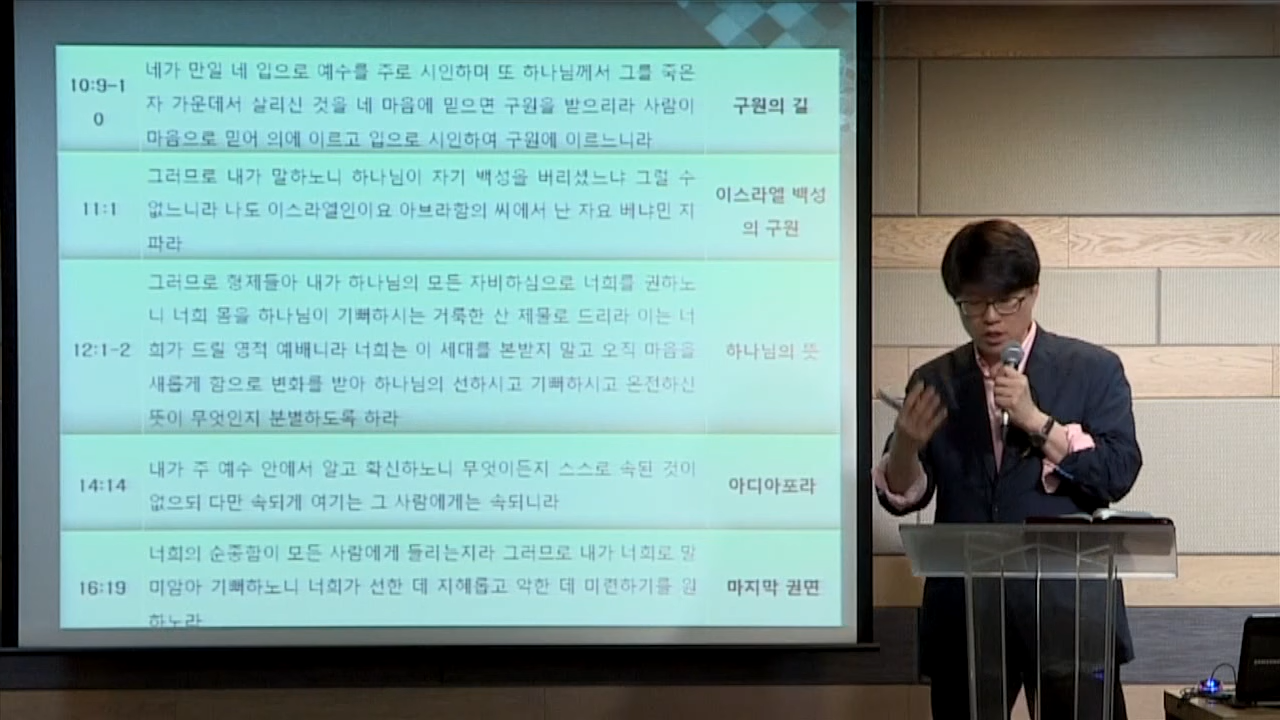 10:9-1
0
네가 만일 네 입으로 예수를 주로 시인하며 또 하나님께서 그를 죽은
자 가운데서 살리신 것을 네 마음에 믿으면 구원을 받으리라 사람이
마음으로 믿어 의에 이르고 입으로 시인하여 구원에 이르느니라
구원의 길
11:1
그러므로 내가 말하노니 하나님이 자기 백성을 버리셨느냐 그럴 수
없느니라 나도 이스라엘인이요 아브라함의 씨에서 난 자요 베냐민 지
파라
이스라엘 백성
의 구원
12:1-2
그러므로 형제들아 내가 하나님의 모든 자비하심으로 너희를 권하노
니 너희 몸을 하나님이 기뻐하시는 거룩한 산 제물로 드리라 이는 너
희가 드릴 영적 예배니라 너희는 이 세대를 본받지 말고 오직 마음을
새롭게 함으로 변화를 받아 하나님의 선하시고 기뻐하시고 온전하신
뜻이 무엇인지 분별하도록 하라
하나님의 뜻
14:14
내가 주 예수 안에서 알고 확신하노니 무엇이든지 스스로 속된 것이
없으되 다만 속되게 여기는 그 사람에게는 속되니라
아디아포라
16:19
너희의 순종함이 모든 사람에게 들리는지라 그러므로 내가 너희로 말
미암아 기뻐하노니 너희가 선한 데 지혜롭고 악한 데 미련하기를 원
하노라
마지막 권면